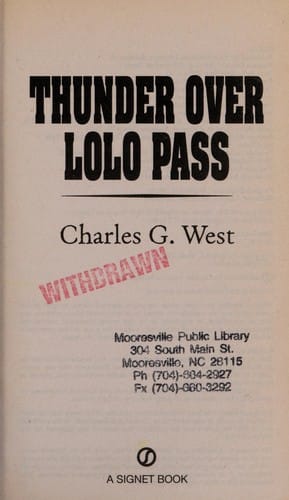 THUNDER OVER
LOLO PASS
Charles G. West
WITHDRAWN
Mooresville Public Library
304 South Main St.
Mooresville, NC 28115
Ph (704)-664-2927
Fx (704)-660-3292
S
A SIGNET BOOK